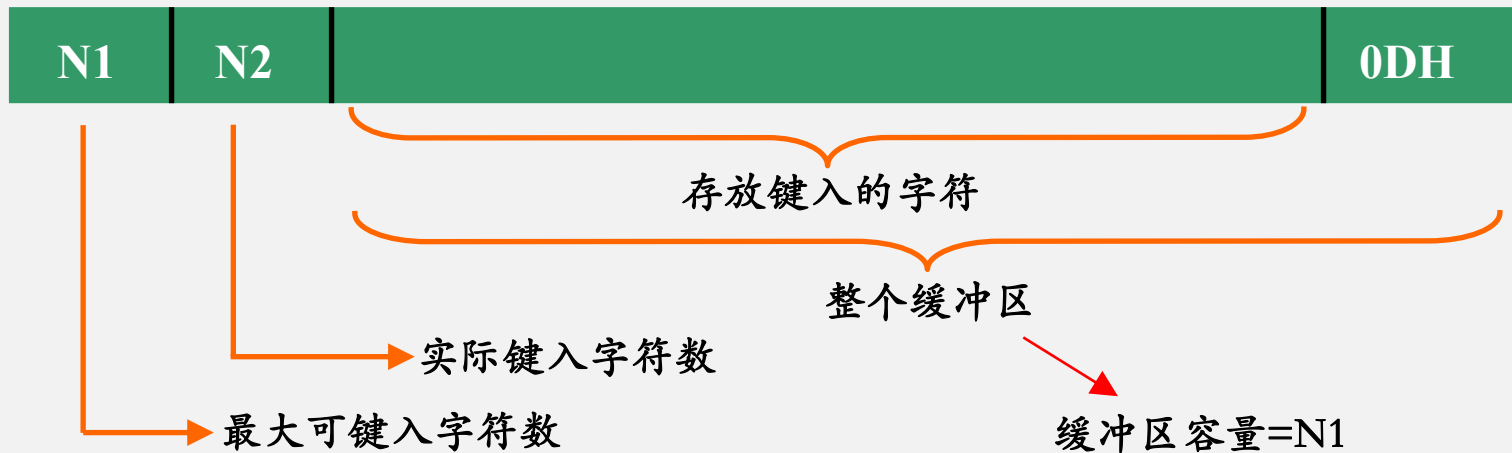 N1 N2 0DH
存放键入的字符
整个缓冲区
实际键入字符数
最大可键入字符数 缓冲区容量=N1